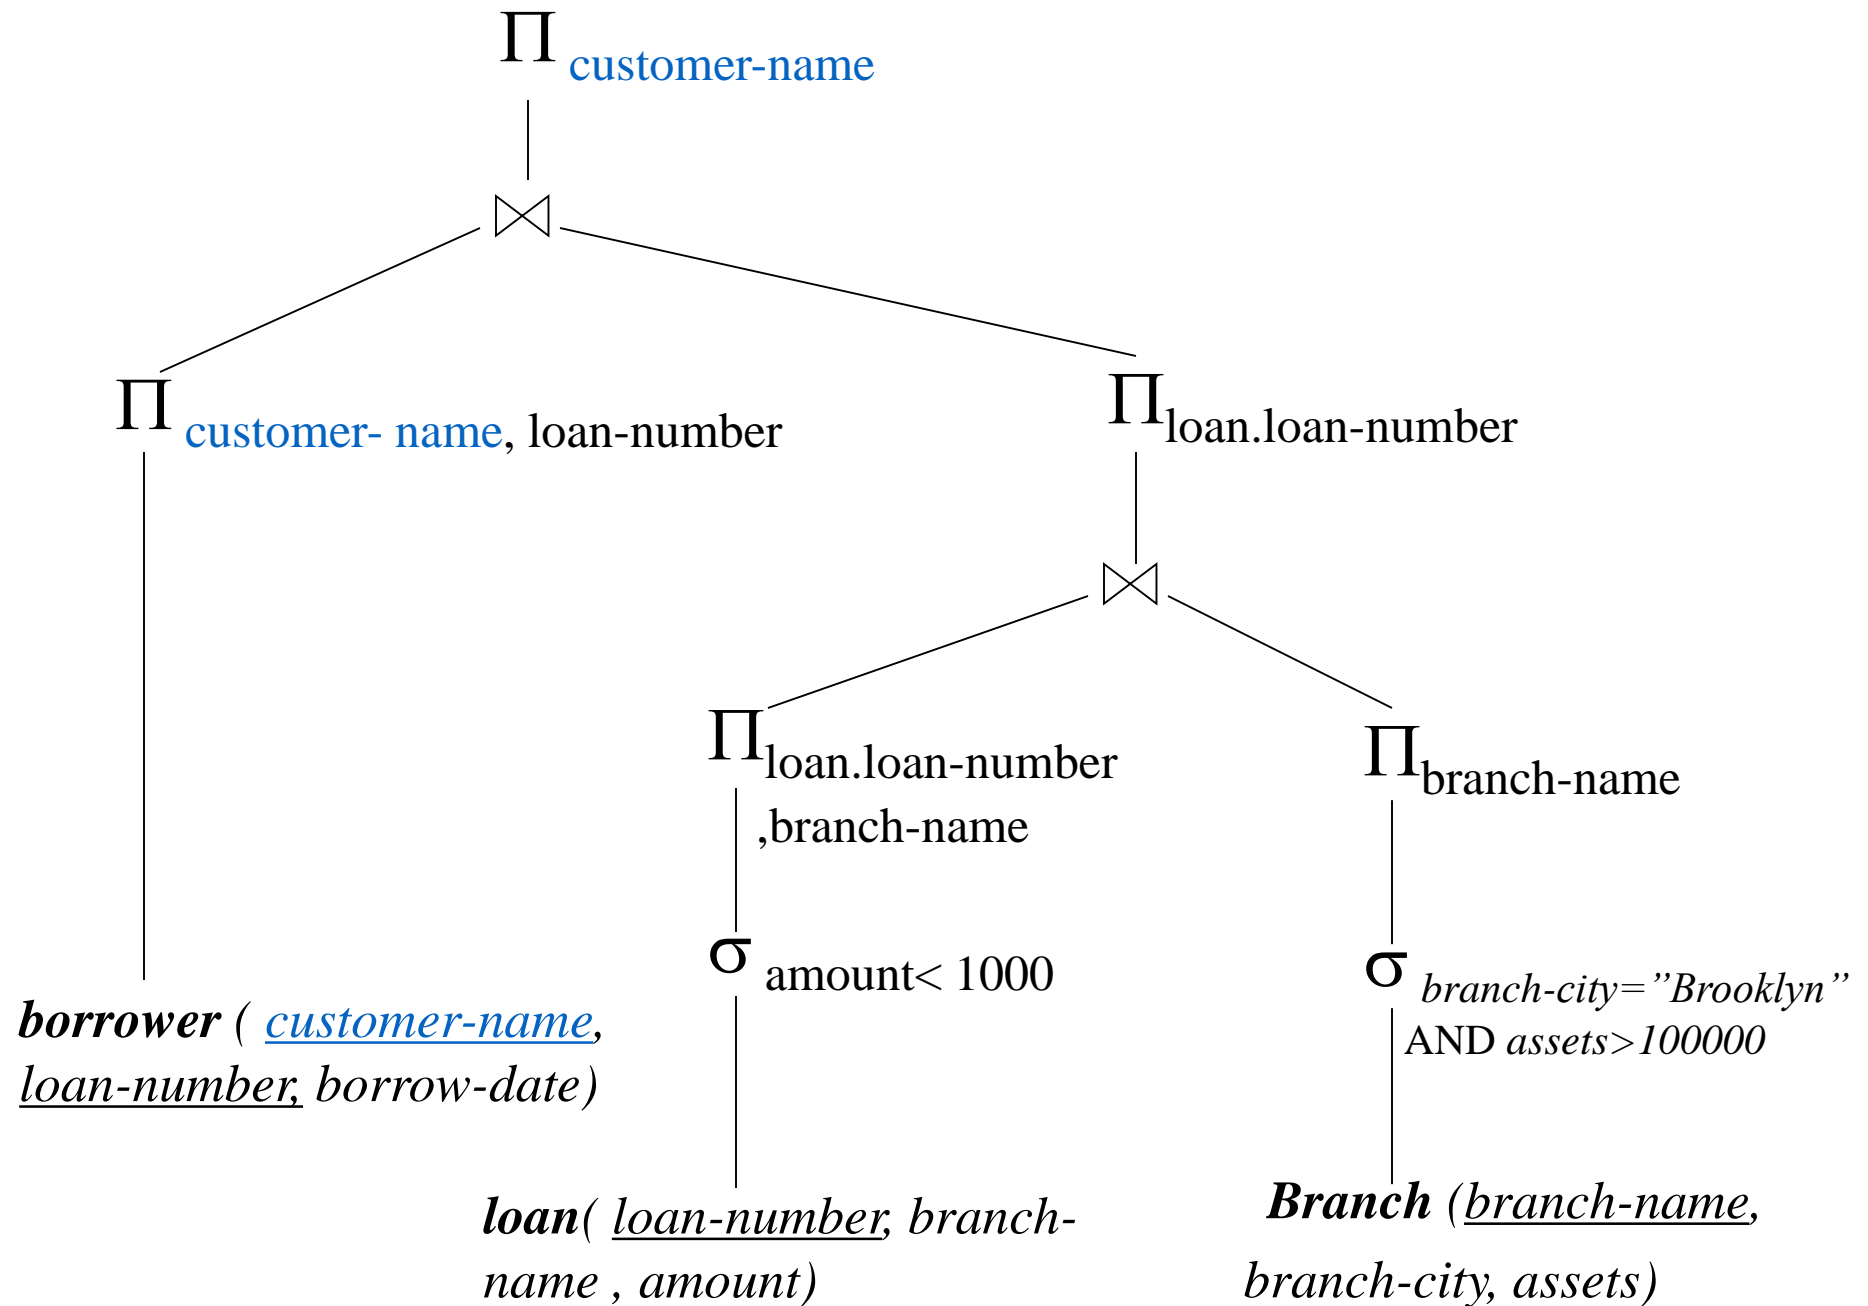 Π customer-name
⋈
Π customer- name, loan-number
Π loan.loan-number
⋈
Π loan.loan-number
,branch-name
Π branch-name
σ amount< 1000
σ branch-city=”Brooklyn”
AND assets>100000
borrower ( customer-name,
loan-number, borrow-date)
loan( loan-number, branch-
name , amount)
Branch (branch-name,
branch-city, assets)